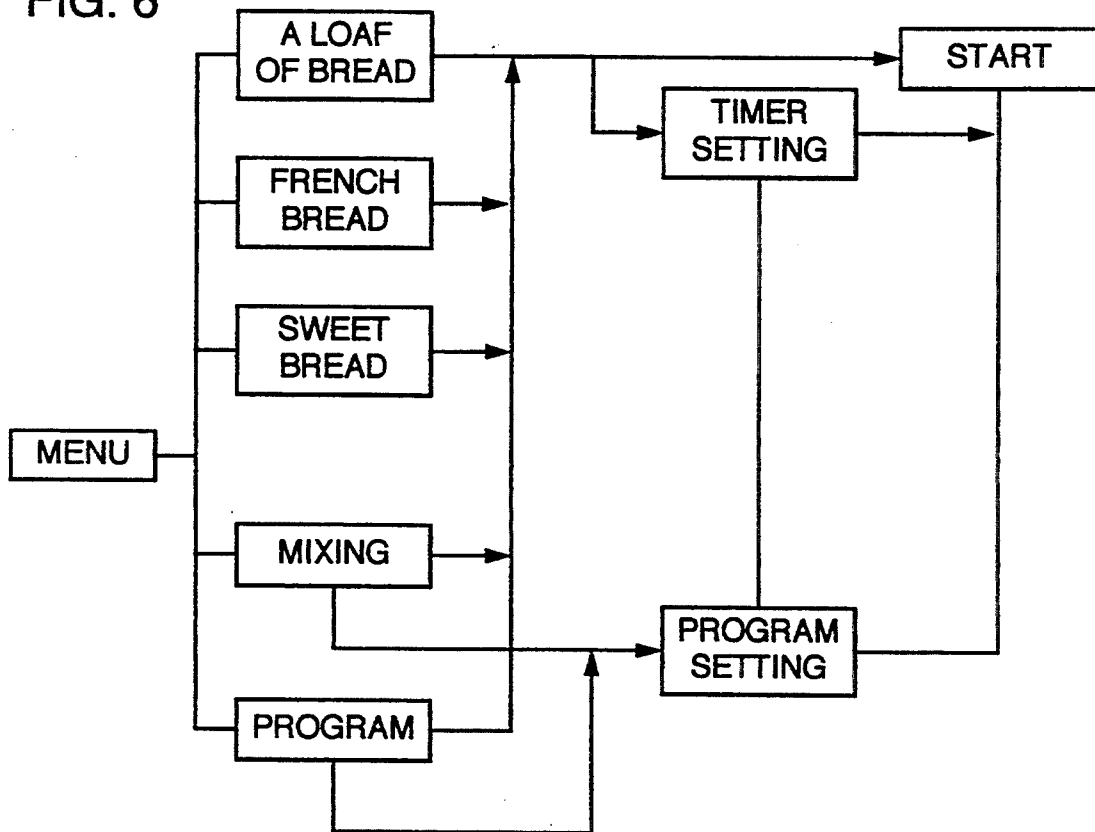 FIG. 6
A LOAF
OF BREAD
START
TIMER
SETTING
FRENCH
BREAD
SWEET
BREAD
MENU
MIXING
PROGRAM
SETTING
PROGRAM